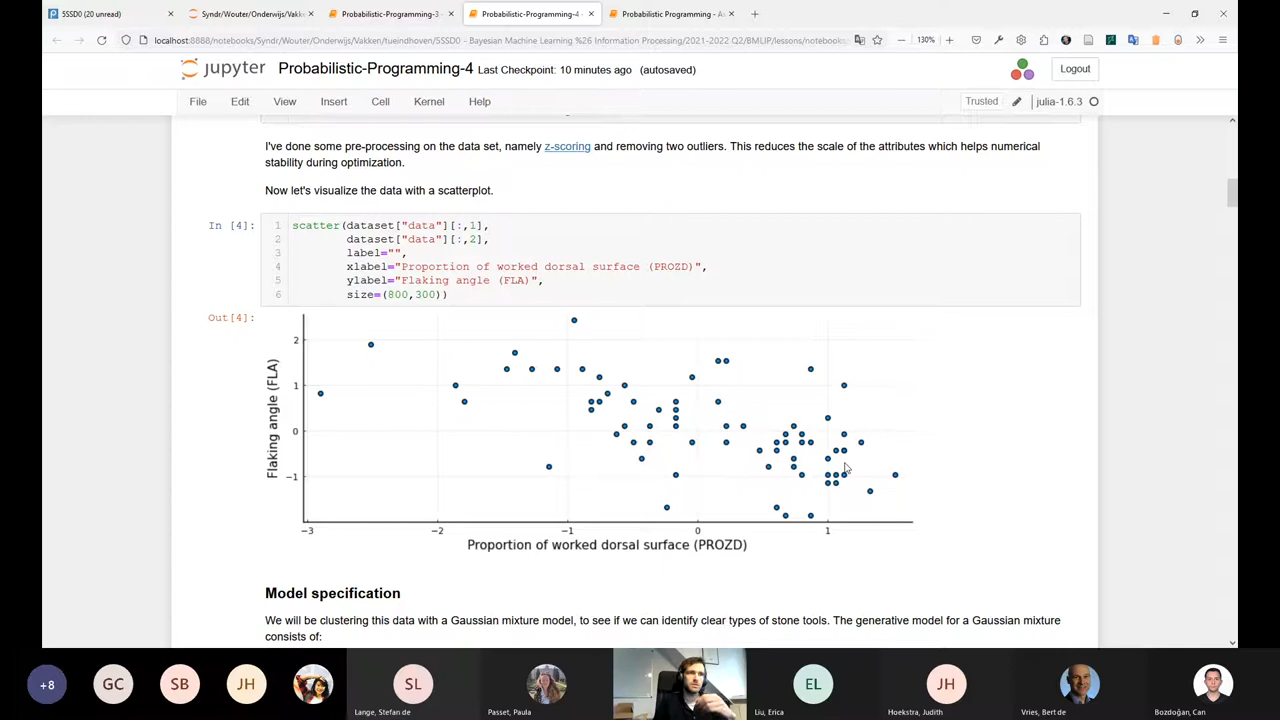 5SSD0 (20 unread)
Syndr/Wouter/Onderwijs/Vakke
Probabilistic-Programming-3 -
Probabilistic-Programming-4 -
Probabilistic Programming - As
localhost:8888/notebooks/Syndr/Wouter/Onderwijs/Vakken/tueindhoven/5SSD0 - Bayesian Machine Learning %26 Information Processing/2021-2022 Q2/BMLIP/lessons/notebooks
130%
jupyter Probabilistic-Programming-4 Last Checkpoint: 10 minutes ago (autosaved)
Logout
File Edit View Insert Cell Kernel Help
Trusted
julia-1.6.3
I've done some pre-processing on the data set, namely z-scoring and removing two outliers. This reduces the scale of the attributes which helps numerical
stability during optimization.
Now let's visualize the data with a scatterplot.
In [4]:
1 scatter(dataset["data"][:,1],
2 dataset["data"][:,2],
3 label="",
4 xlabel="Proportion of worked dorsal surface (PROZD)",
5 ylabel="Flaking angle (FLA)",
6 size=(800,300))
Out[4]:
Flaking angle (FLA)
2
1
0
−1
−3 −2 −1 0 1
Proportion of worked dorsal surface (PROZD)
Model specification
We will be clustering this data with a Gaussian mixture model, to see if we can identify clear types of stone tools. The generative model for a Gaussian mixture
consists of:
+8 GC SB JH SL EL JH
Lange, Stefan de
Passet, Paula
Liu, Erica
Hoekstra, Judith
Vries, Bert de
Bozdoğan, Can